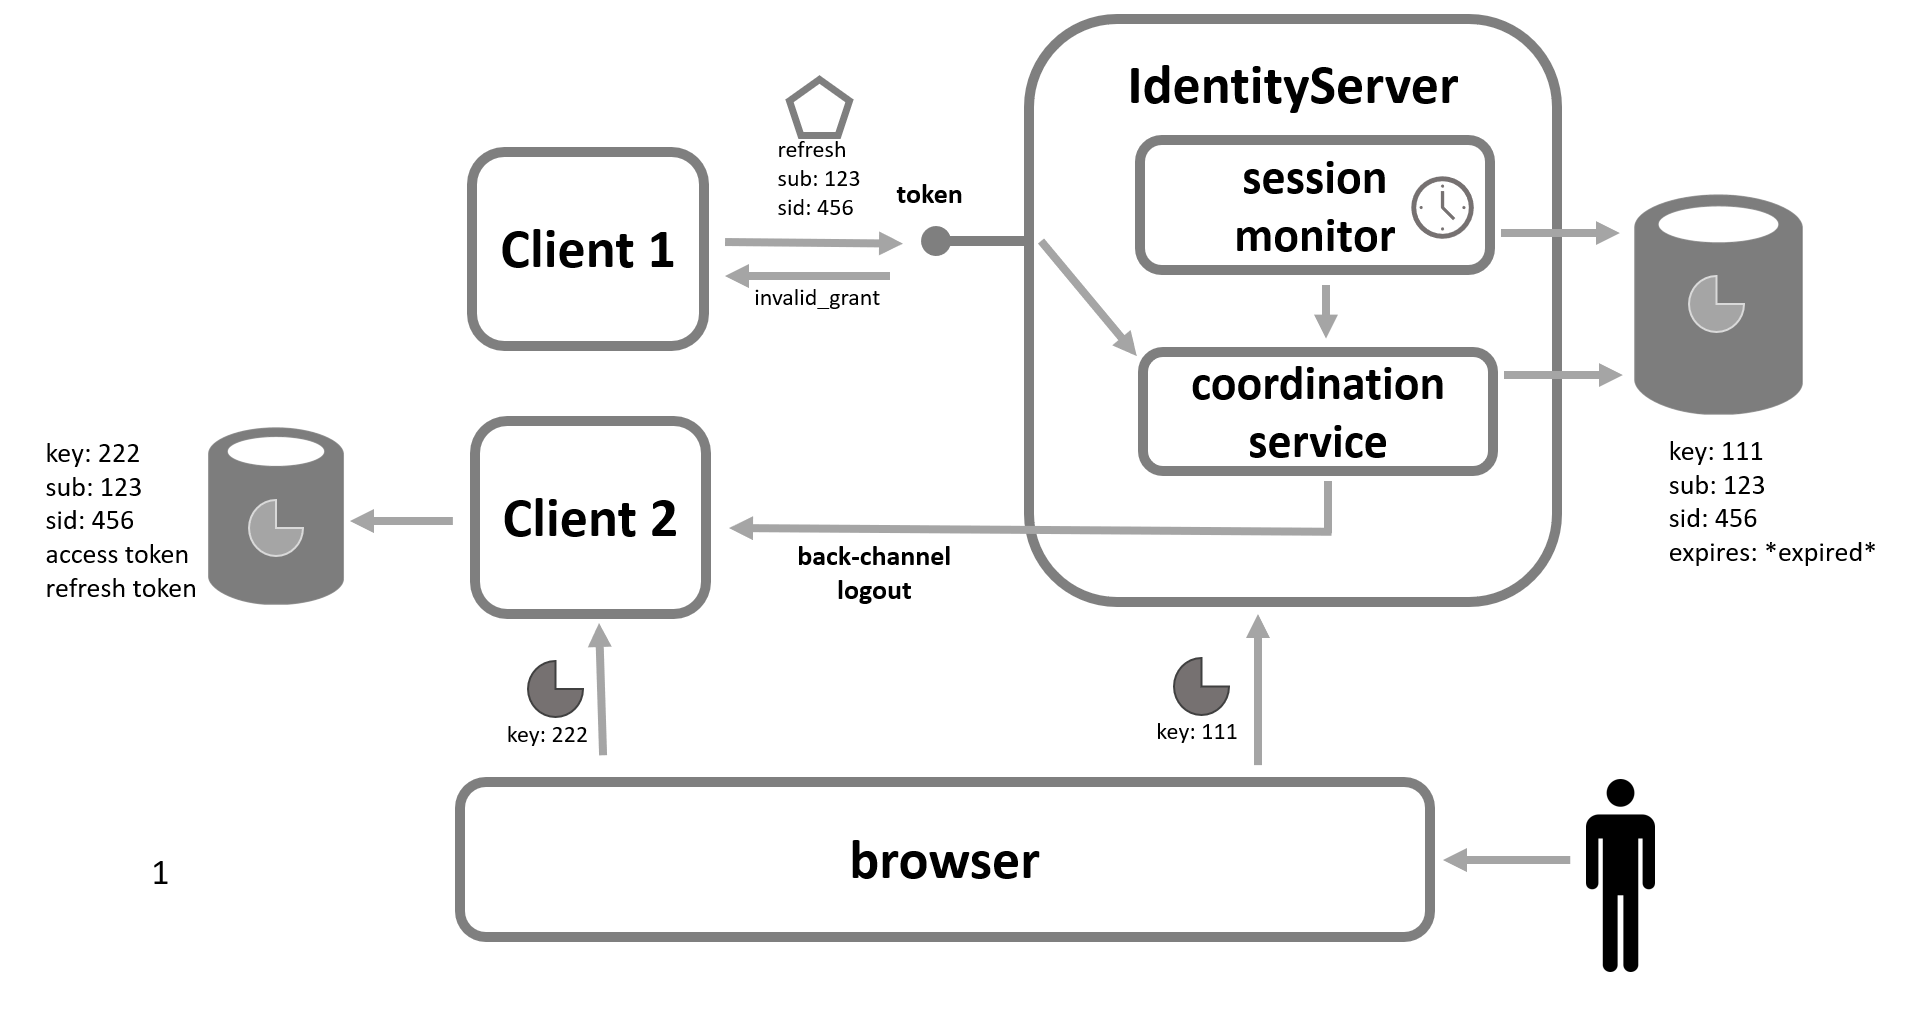 IdentityServer
refresh
sub: 123
sid: 456
token
session
monitor
Client 1
invalid_grant
coordination
service
key: 222
sub: 123
sid: 456
access token
refresh token
Client 2
back-channel
logout
key: 111
sub: 123
sid: 456
expires: *expired*
key: 222
key: 111
browser
1